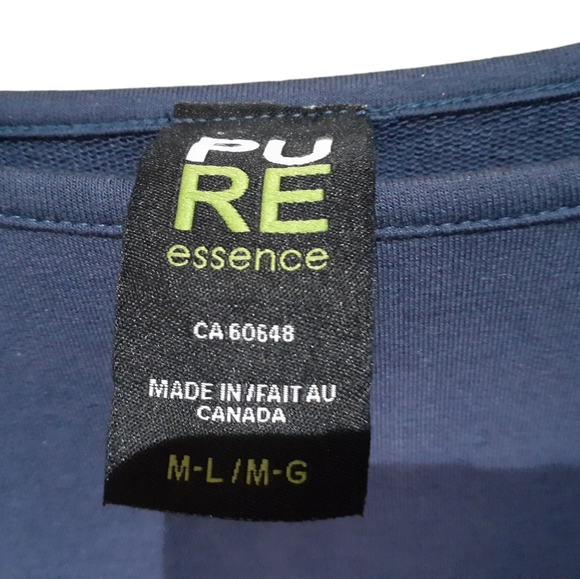 PU
RE
essence
CA 60648
MADE IN/FAIT AU
CANADA
M-L/M-G